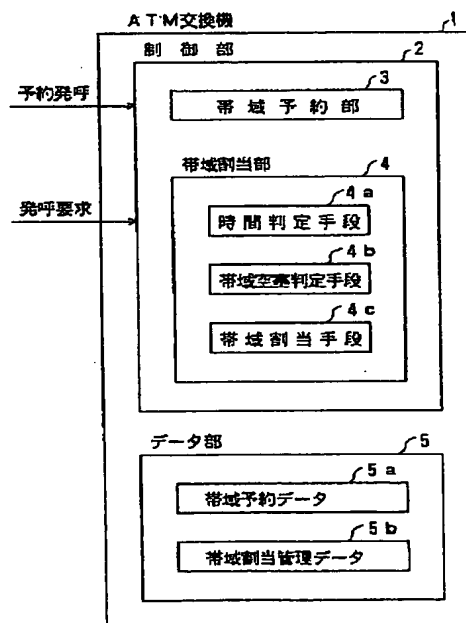 ATM交換機
1
制御部
2
予約発呼
3
帯域予約部
帯域割当部
4
発呼要求
4a
時間判定手段
4b
帯域空塞判定手段
4c
帯域割当手段
データ部
5
5a
帯域予約データ
5b
帯域割当管理データ